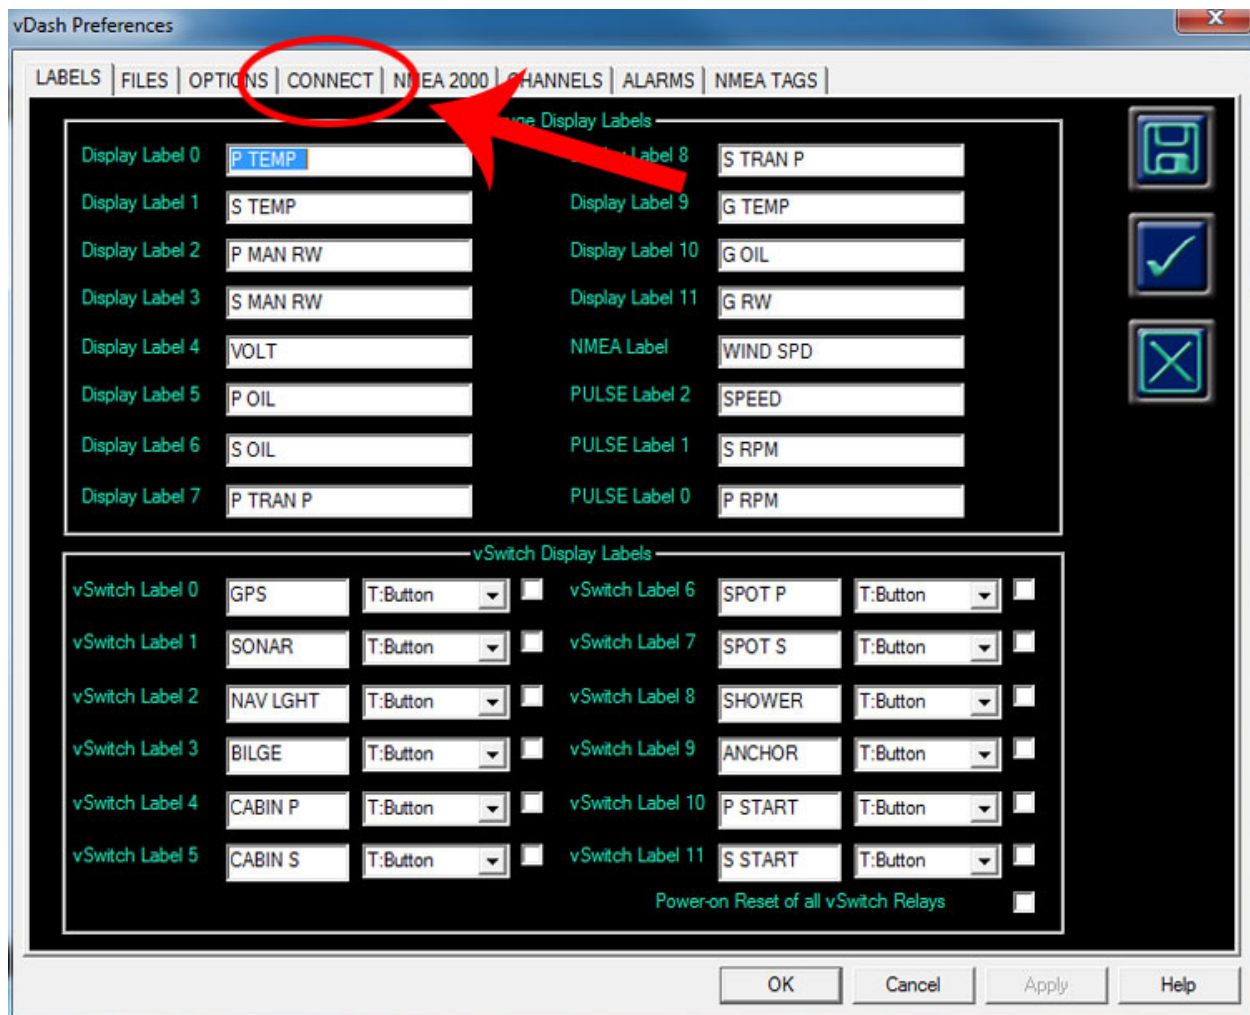 vDash Preferences
LABELS FILES OPTIONS CONNECT NMEA 2000 CHANNELS ALARMS NMEA TAGS
Display Labels
Display Label 0 P TEMP Label 8 S TRAN P
Display Label 1 S TEMP Display Label 9 G TEMP
Display Label 2 P MAN RW Display Label 10 G OIL
Display Label 3 S MAN RW Display Label 11 G RW
Display Label 4 VOLT NMEA Label WIND SPD
Display Label 5 P OIL PULSE Label 2 SPEED
Display Label 6 S OIL PULSE Label 1 S RPM
Display Label 7 P TRAN P PULSE Label 0 P RPM
vSwitch Display Labels
vSwitch Label 0 GPS T:Button vSwitch Label 6 SPOT P T:Button
vSwitch Label 1 SONAR T:Button vSwitch Label 7 SPOT S T:Button
vSwitch Label 2 NAV LGHT T:Button vSwitch Label 8 SHOWER T:Button
vSwitch Label 3 BILGE T:Button vSwitch Label 9 ANCHOR T:Button
vSwitch Label 4 CABIN P T:Button vSwitch Label 10 P START T:Button
vSwitch Label 5 CABIN S T:Button vSwitch Label 11 S START T:Button
Power-on Reset of all vSwitch Relays
OK Cancel Apply Help